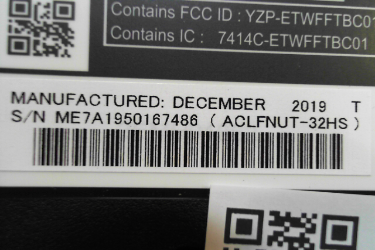 Contains FCC ID : YZP-ETWFFTBC01
Contains IC : 7414C-ETWFFTBC01
MANUFACTURED: DECEMBER 2019 T
S/N ME7A1950167486 ( ACLFNUT-32HS )